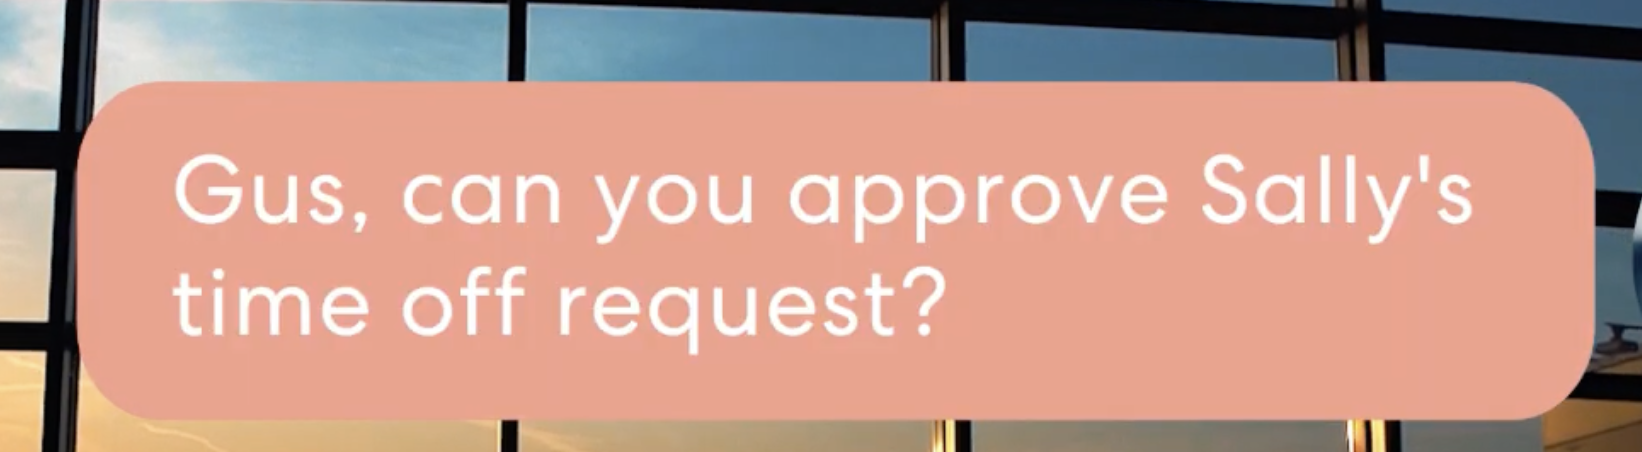 Gus, can you approve Sally's
time off request?